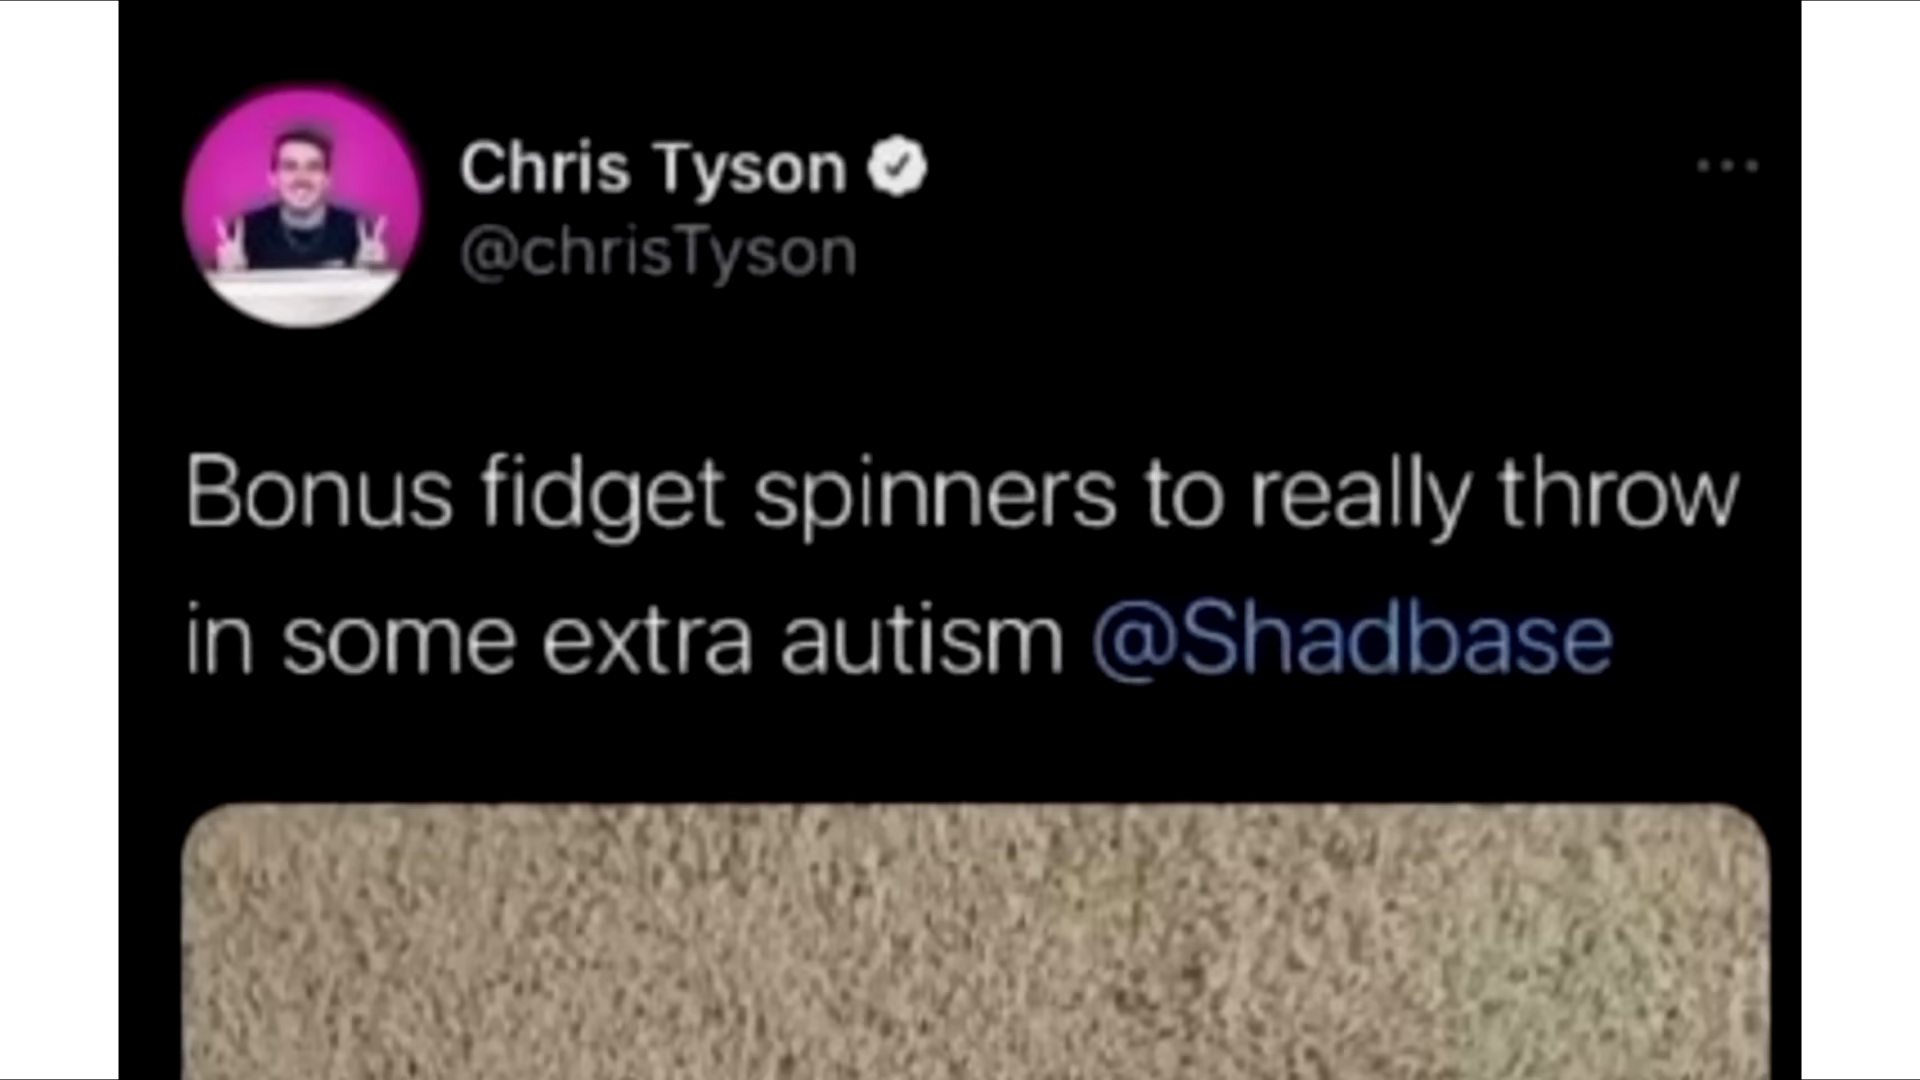 Chris Tyson
@chrisTyson
Bonus fidget spinners to really throw
in some extra autism @Shadbase